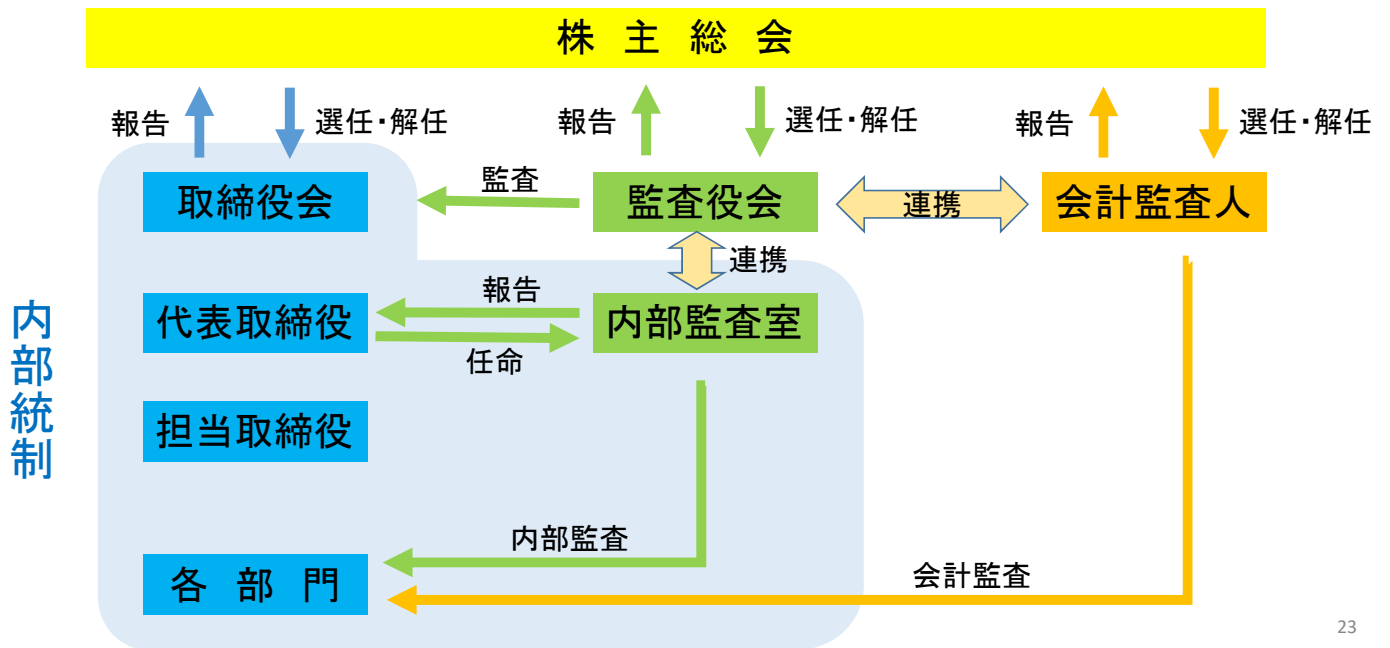 株 主 総 会
報告
選任・解任
報告
選任・解任
報告
選任・解任
取締役会
監査
監査役会
連携
会計監査人
連携
内部統制
代表取締役
報告
任命
内部監査室
担当取締役
内部監査
各 部 門
会計監査
23